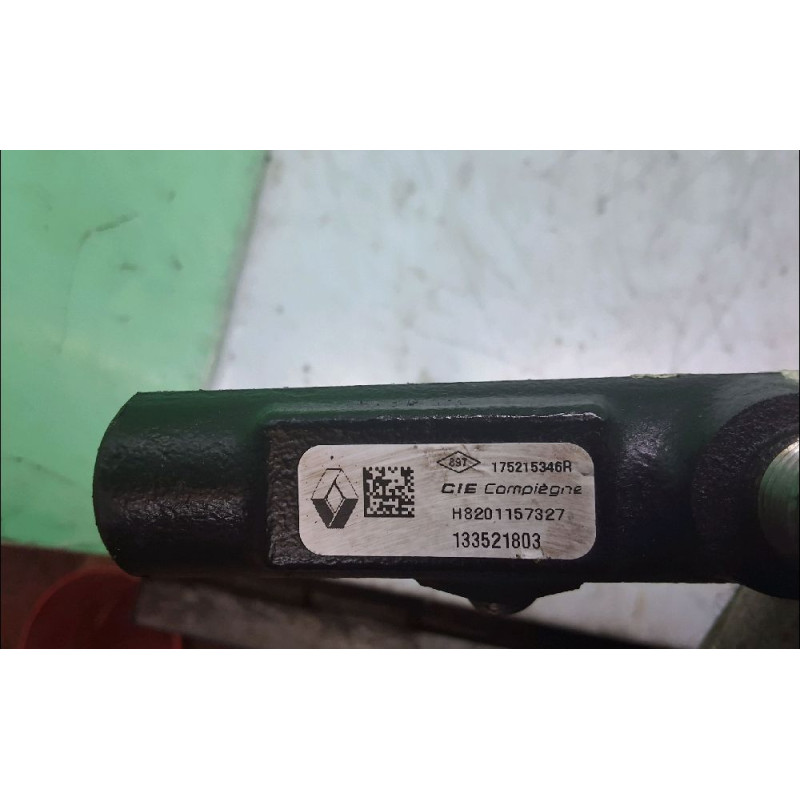 897 175215346R
CIE Compiègne
H8201157327
133521803